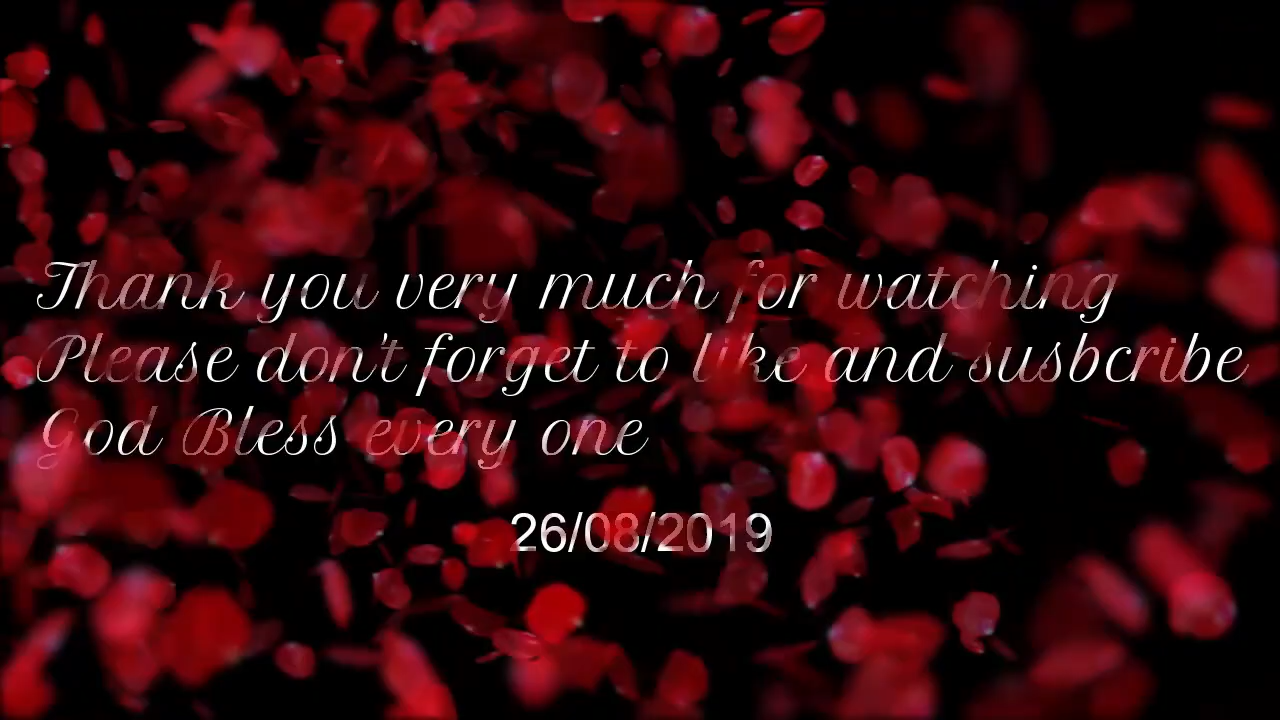 Thank you very much for watching
Please don't forget to like and susbcribe
God Bless every one
26/08/2019